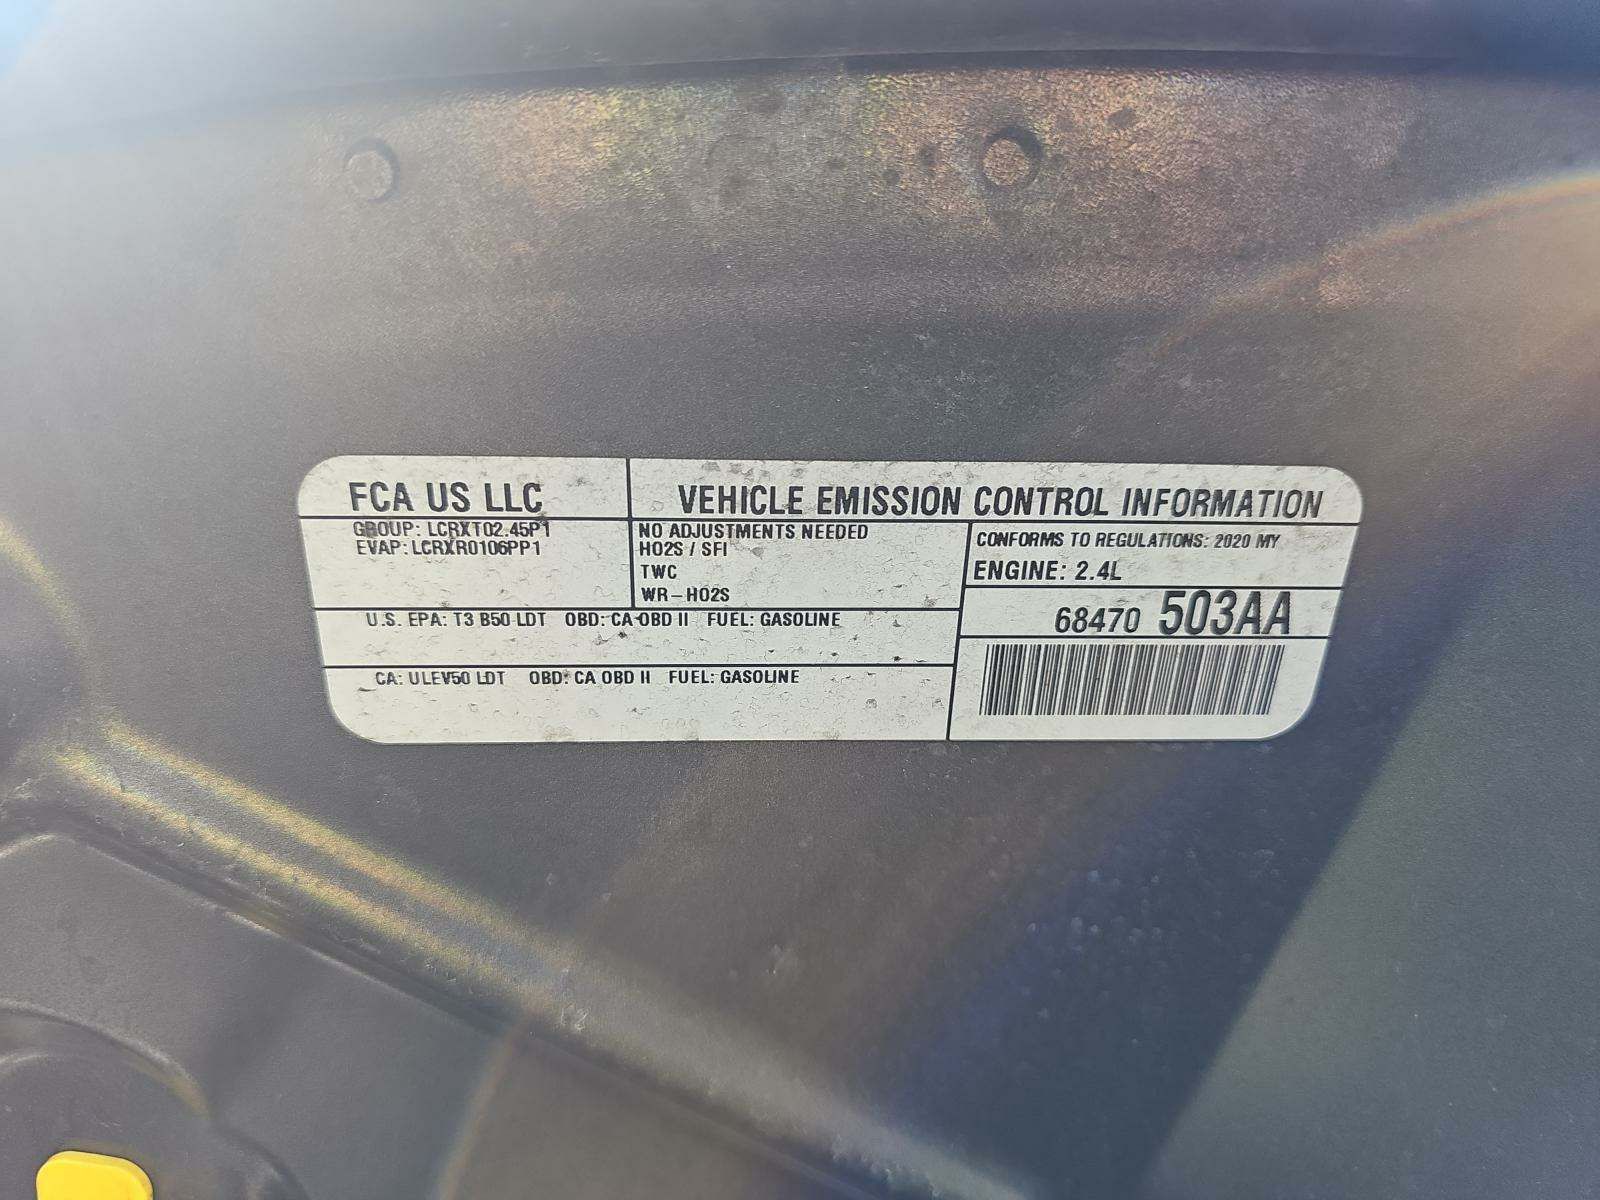 FCA US LLC
VEHICLE EMISSION CONTROL INFORMATION
GROUP: LCRXT02.45P1
EVAP: LCRXR0106PP1
NO ADJUSTMENTS NEEDED
HO2S / SFI
TWC
WR-HO2S
CONFORMS TO REGULATIONS: 2020 MY
ENGINE: 2.4L
68470 503AA
U.S. EPA: T3 B50 LDT OBD: CA OBD II FUEL: GASOLINE
CA: ULEV50 LDT OBD: CA OBD II FUEL: GASOLINE